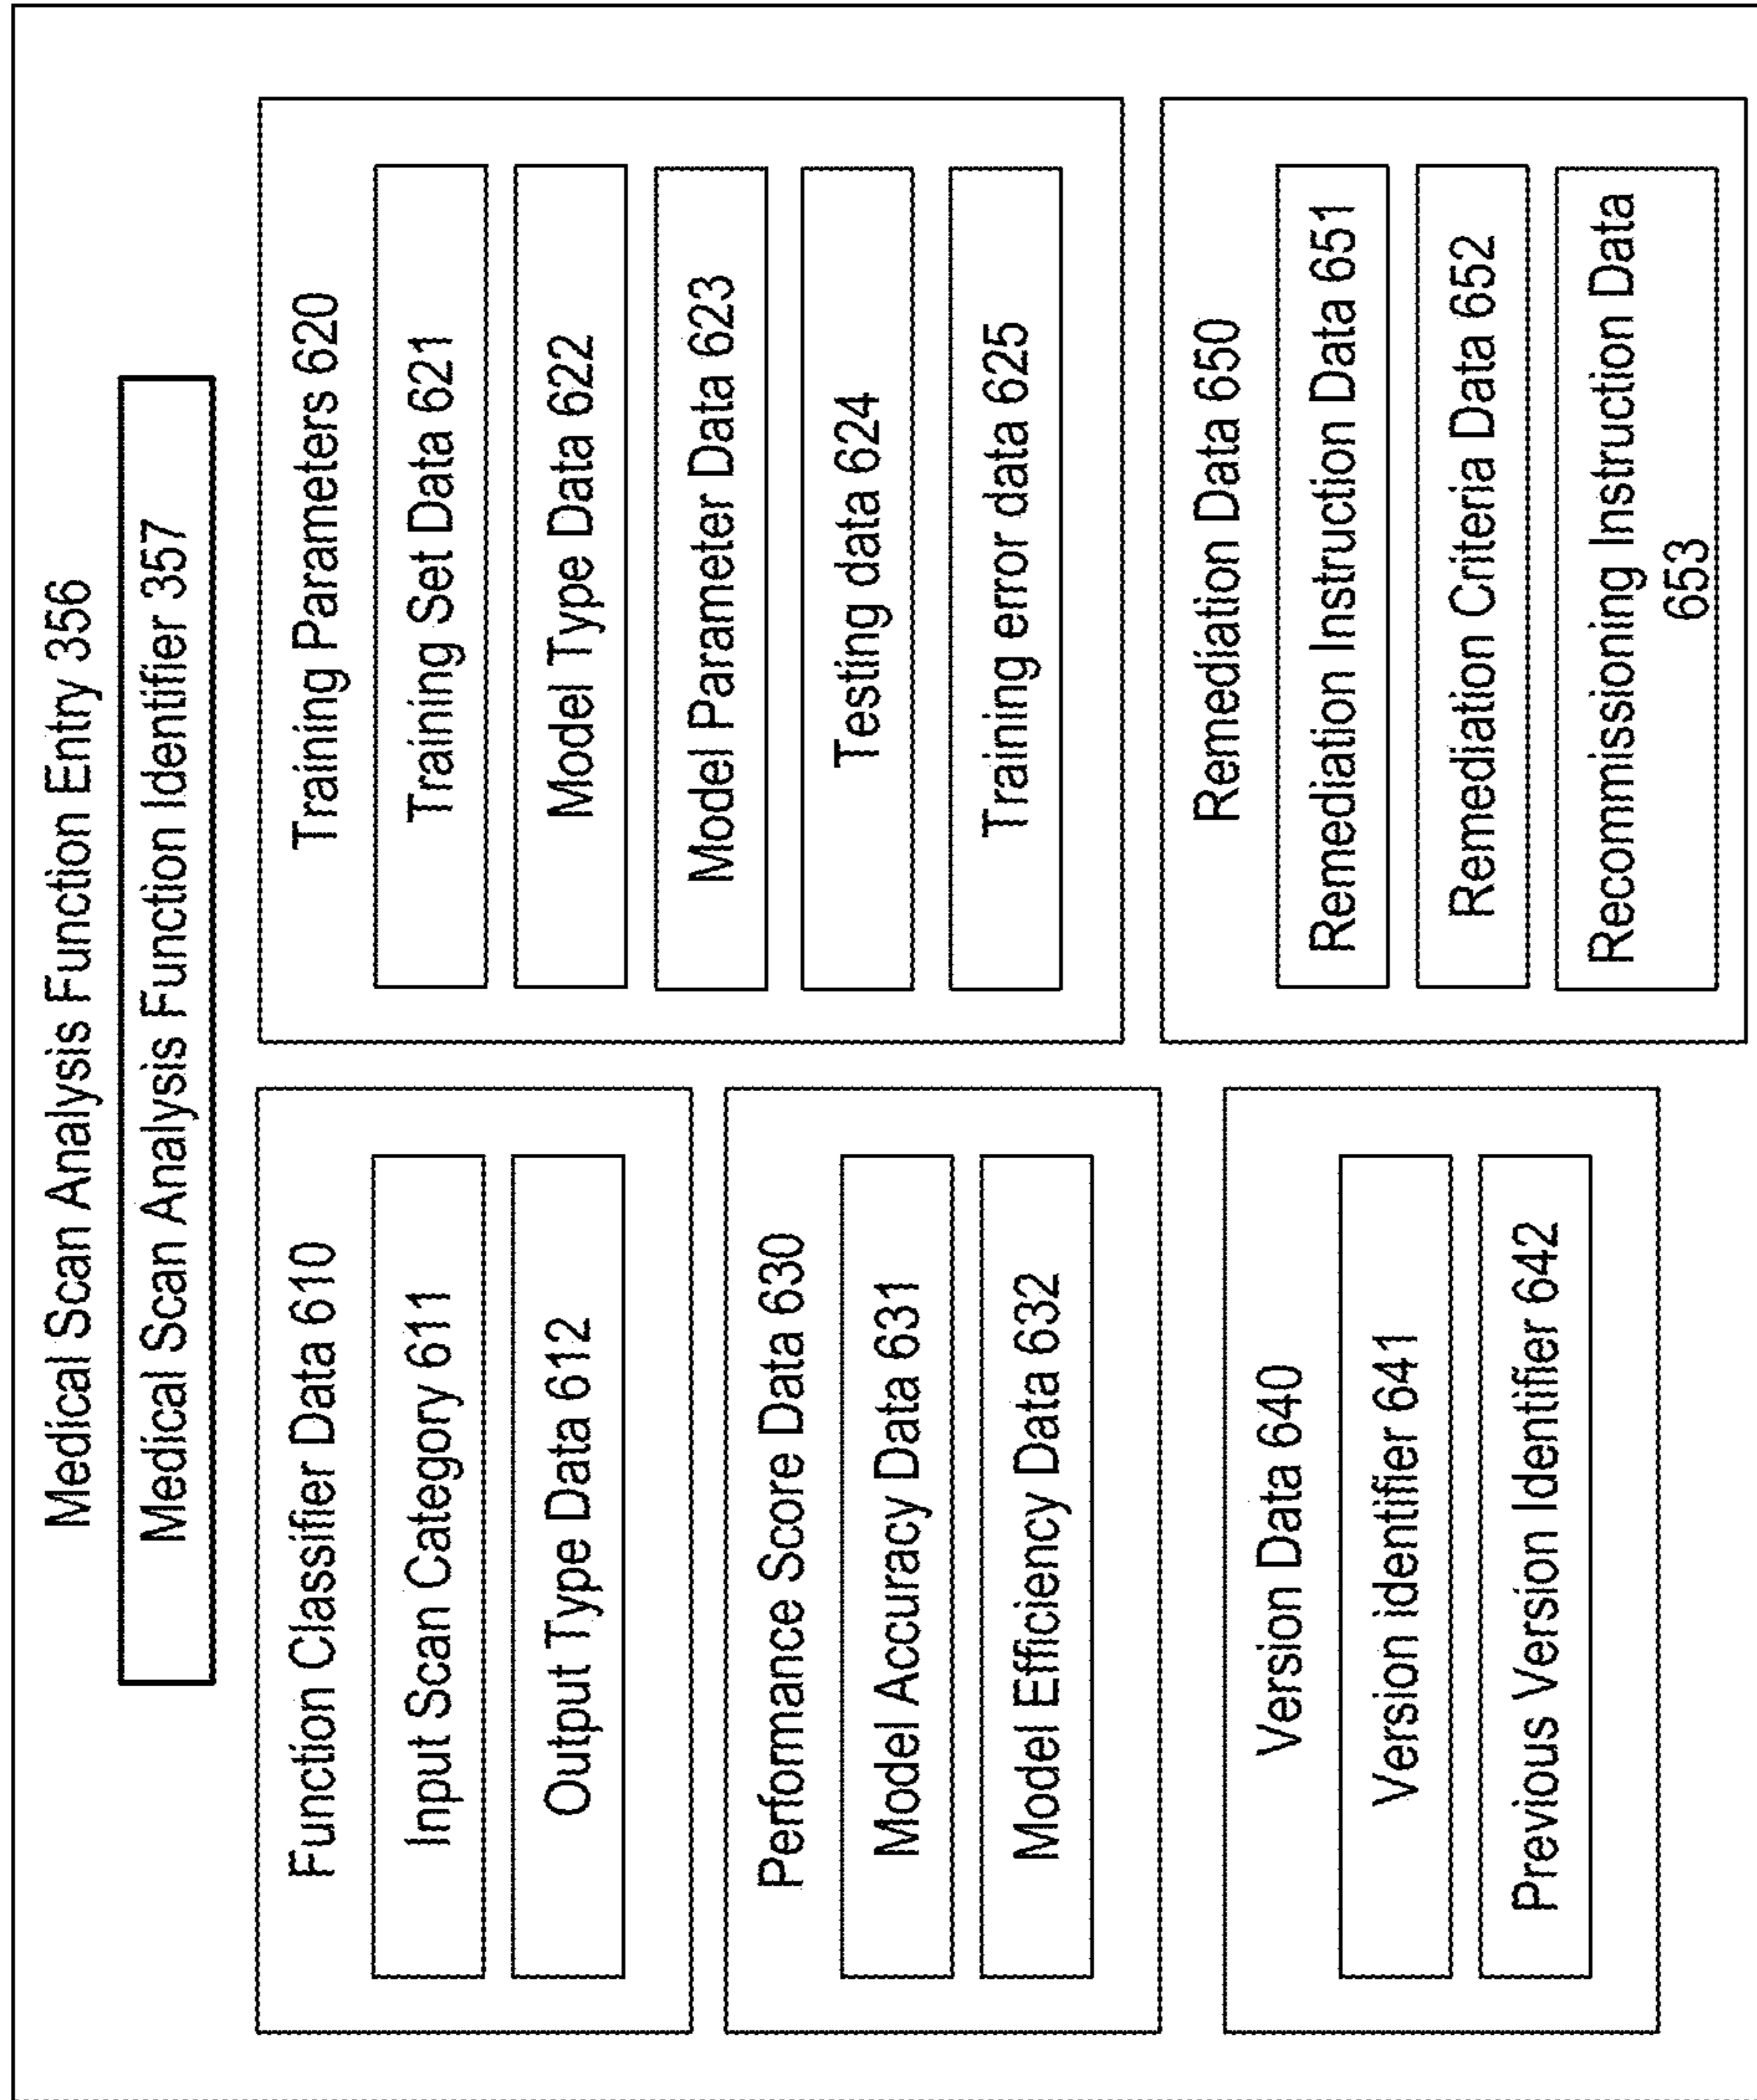 Medical Scan Analysis Function Entry 356
Medical Scan Analysis Function Identifier 357
Function Classifier Data 610
Input Scan Category 611
Output Type Data 612
Performance Score Data 630
Model Accuracy Data 631
Model Efficiency Data 632
Version Data 640
Version identifier 641
Previous Version Identifier 642
Training Parameters 620
Training Set Data 621
Model Type Data 622
Model Parameter Data 623
Testing data 624
Training error data 625
Remediation Data 650
Remediation Instruction Data 651
Remediation Criteria Data 652
Recommissioning Instruction Data
653